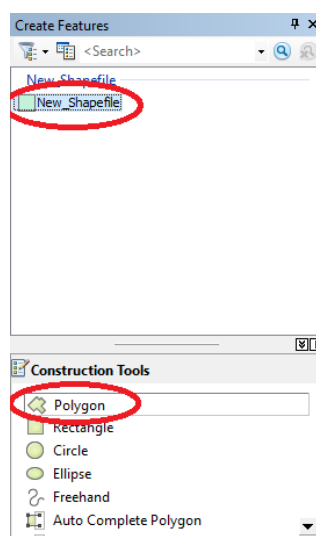 Create Features
<Search>
New_Shapefile
New_Shapefile
Construction Tools
Polygon
Rectangle
Circle
Ellipse
Freehand
Auto Complete Polygon